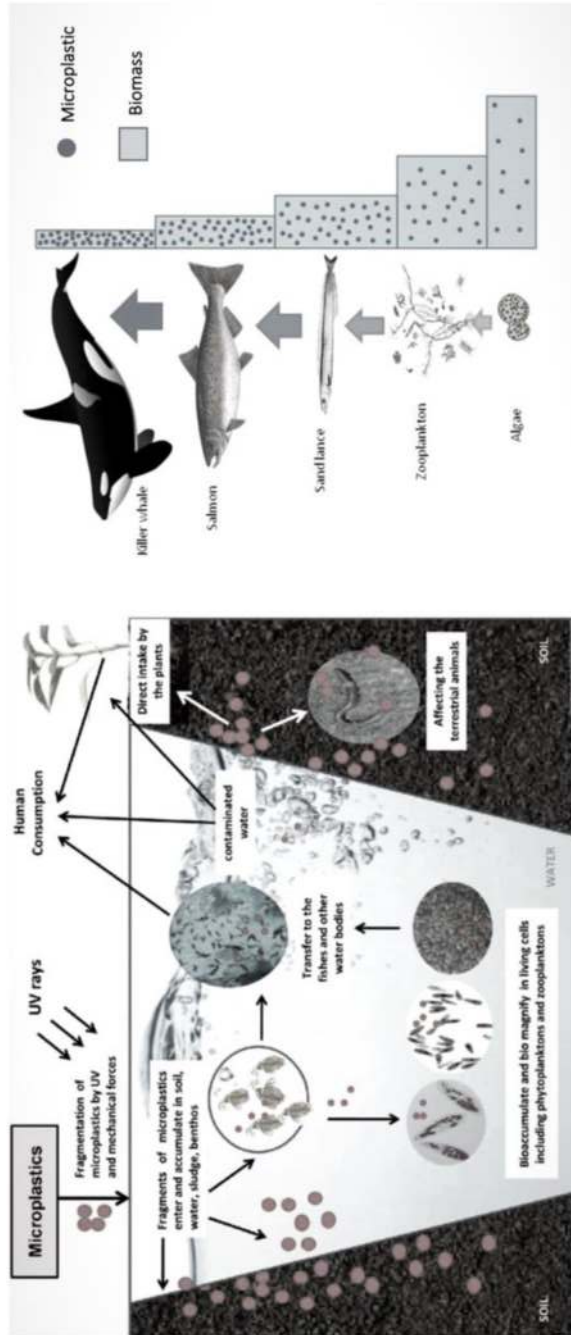 Microplastics
Fragmentation of
microplastics by UV
and mechanical forces
UV rays
Human
Consumption
Fragments of microplastics
enter and accumulate in soil,
water, sludge, benthos
contaminated
water
Direct intake by
the plants
Transfer to the
fishes and other
water bodies
Affecting the
terrestrial animals
Bioaccumulate and bio magnify in living cells
including phytoplanktons and zooplanktons
SOIL
WATER
SOIL
Killer whale
Salmon
Sand lance
Zooplankton
Algae
Microplastic
Biomass